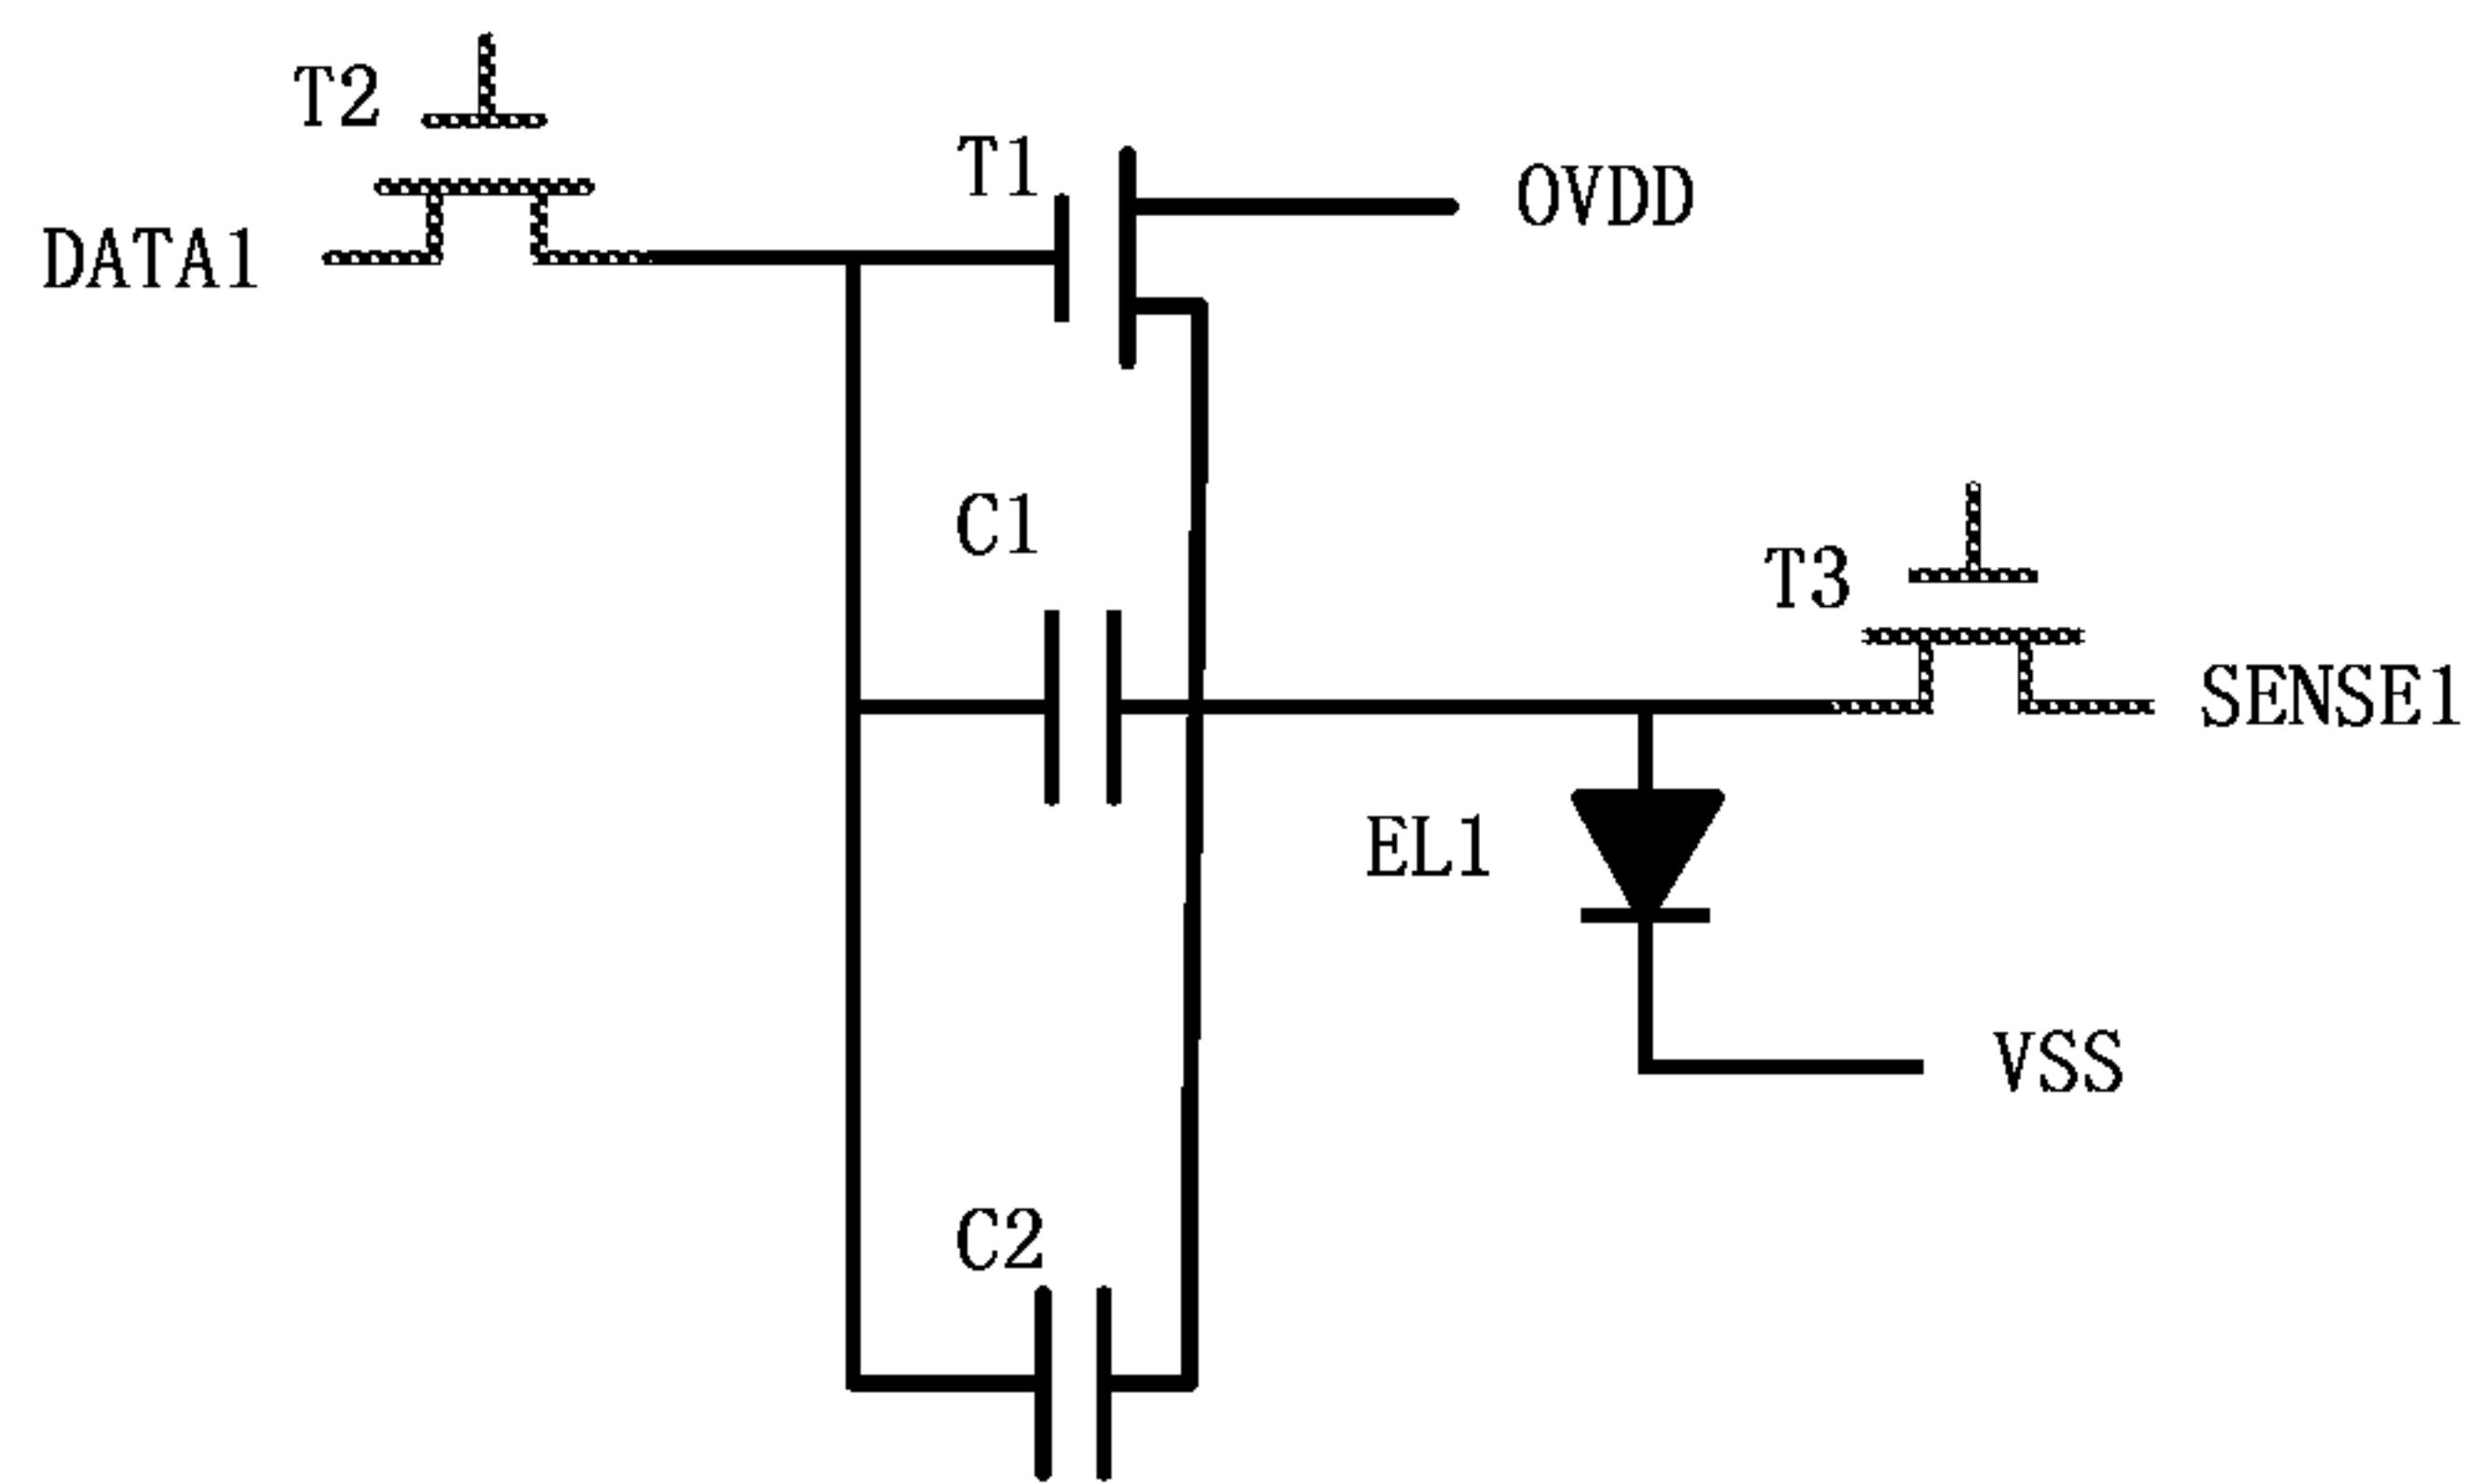 T2
T1
OVDD
DATA1
C1
T3
SENSE1
EL1
VSS
C2